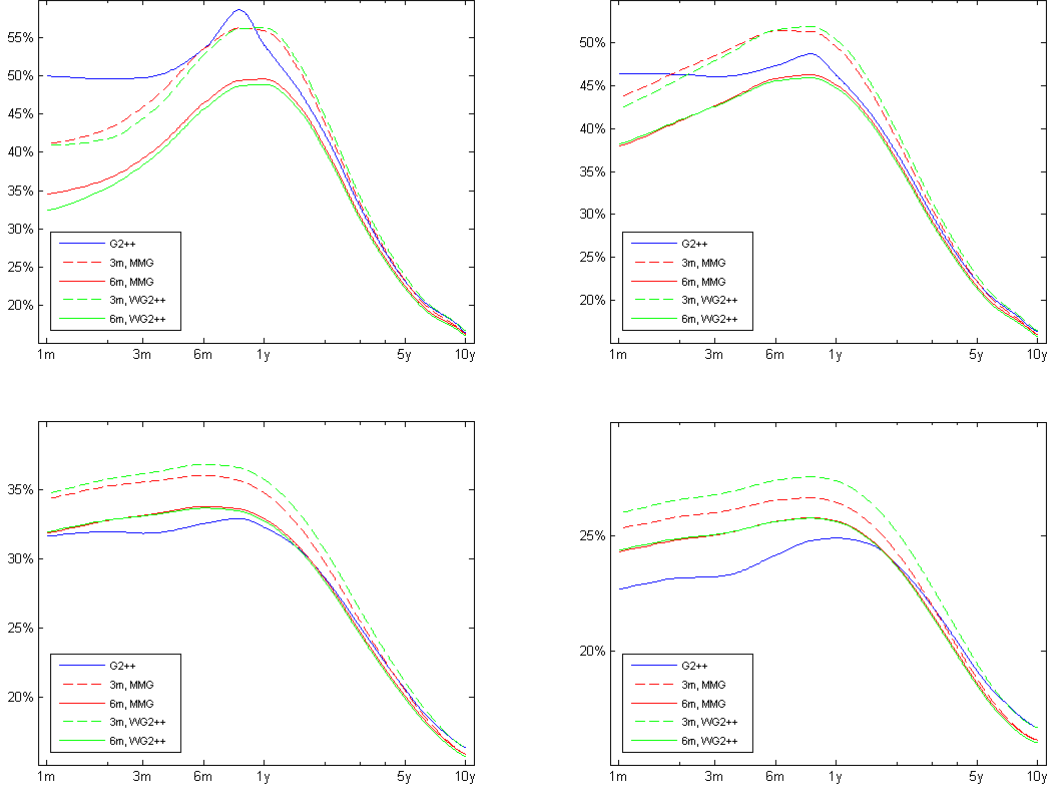 55%
50%
45%
40%
35%
30%
25%
20%
G2++
3m, MMG
6m, MMG
3m, WG2++
6m, WG2++
1m 3m 6m 1y 5y 10y
50%
45%
40%
35%
30%
25%
20%
G2++
3m, MMG
6m, MMG
3m, WG2++
6m, WG2++
1m 3m 6m 1y 5y 10y
35%
30%
25%
20%
G2++
3m, MMG
6m, MMG
3m, WG2++
6m, WG2++
1m 3m 6m 1y 5y 10y
25%
20%
G2++
3m, MMG
6m, MMG
3m, WG2++
6m, WG2++
1m 3m 6m 1y 5y 10y